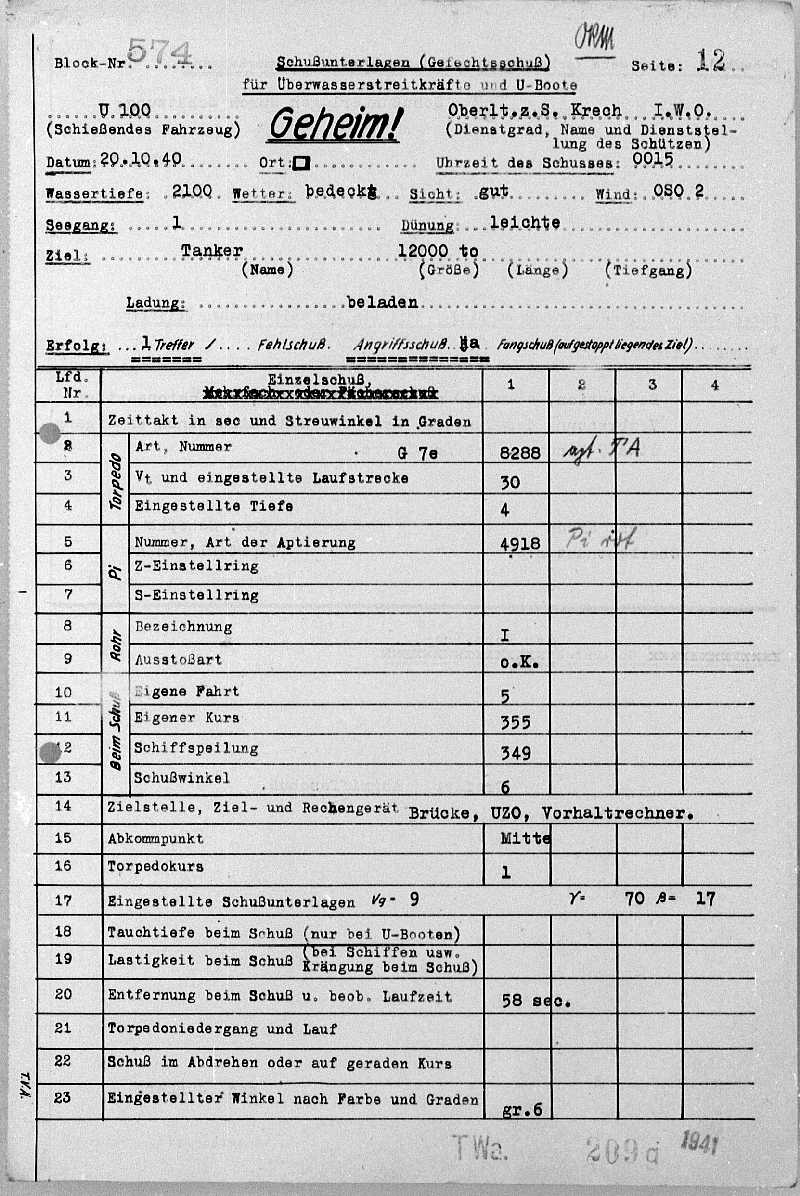 ORM
Block-Nr. 574 Schußunterlagen (Gefechtsschuß) Seite: 12
für Überwasserstreitkräfte und U-Boote
U 100 Geheim! Oberlt.z.S. Krech I.W.O.
(Schießendes Fahrzeug) (Dienstgrad, Name und Dienststel-
lung des Schützen)
Datum: 20.10.40 Ort: Uhrzeit des Schusses: 0015
Wassertiefe: 2100 Wetter: bedeckt Sicht: gut Wind: OSO 2
Seegang: 1 Dünung: leichte
Ziel: Tanker 12000 to
(Name) (Größe) (Länge) (Tiefgang)
Ladung: beladen
Erfolg: 1 Treffer / Fehlschuß. Angriffsschuß ja Fangschuß (auf gestoppt liegendes Ziel)
Lfd. Nr. Einzelschuß, 1 2 3 4
Mehrfach- oder Fächerschuß
1 Zeittakt in sec und Streuwinkel in Graden
Torpedo
2 Art, Nummer G 7e 8288
3 Vt und eingestellte Laufstrecke 30
4 Eingestellte Tiefe 4
Pi
5 Nummer, Art der Aptierung 4918
6 Z-Einstellring
7 S-Einstellring
Rohr
8 Bezeichnung I
9 Ausstoßart o.K.
Beim Schuß
10 Eigene Fahrt 5
11 Eigener Kurs 355
12 Schiffspeilung 349
13 Schußwinkel 6
14 Zielstelle, Ziel- und Rechengerät Brücke, UZO, Vorhaltrechner.
15 Abkommpunkt Mitte
16 Torpedokurs 1
17 Eingestellte Schußunterlagen Vg= 9 γ= 70 β= 17
18 Tauchtiefe beim Schuß (nur bei U-Booten)
19 Lastigkeit beim Schuß (bei Schiffen usw.
Krängung beim Schuß)
20 Entfernung beim Schuß u. beob. Laufzeit 58 sec.
21 Torpedoniedergang und Lauf
22 Schuß im Abdrehen oder auf geraden Kurs
23 Eingestellter Winkel nach Farbe und Graden gr.6
T.V.A.
TWa. 209a 1941